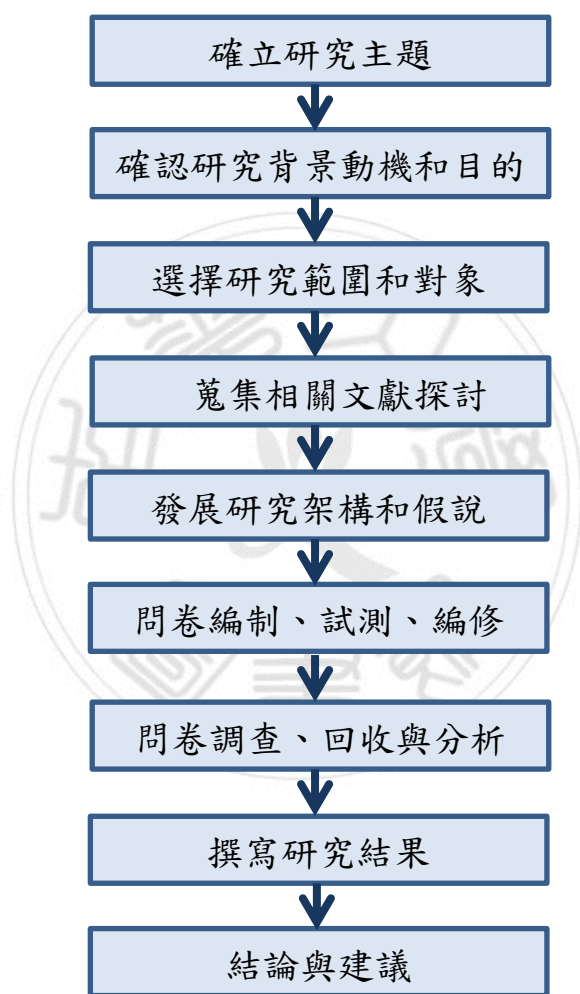 確立研究主題
確認研究背景動機和目的
選擇研究範圍和對象
蒐集相關文獻探討
發展研究架構和假說
問卷編制、試測、編修
問卷調查、回收與分析
撰寫研究結果
結論與建議